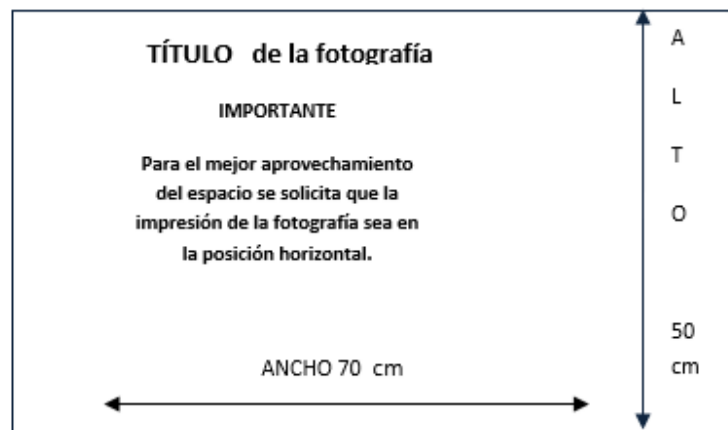 TÍTULO de la fotografía
IMPORTANTE
Para el mejor aprovechamiento
del espacio se solicita que la
impresión de la fotografía sea en
la posición horizontal.
ANCHO 70 cm
A
L
T
O
50
cm